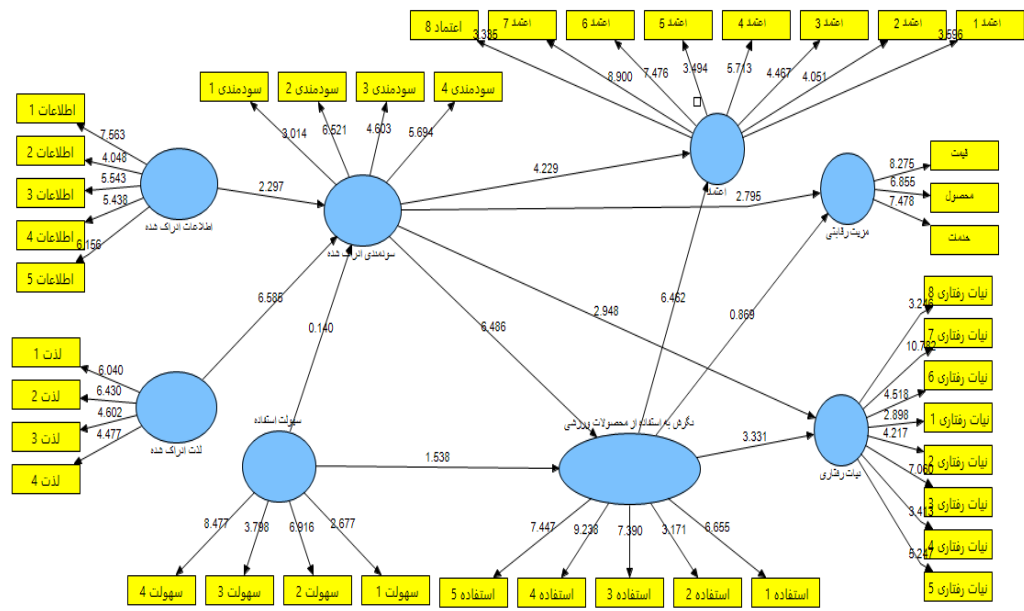 اعتماد 8
اعتمد 7
اعتمد 6
اعتمد 5
اعتمد 4
اعتمد 3
اعتمد 2
اعتمد 1
3.335
8.900
7.476
3.494
5.713
4.467
4.051
3.596
اعتماد
سودمندی 1
سودمندی 2
سودمندی 3
سودمندی 4
3.014
6.521
4.603
5.694
اطلاعات 1
اطلاعات 2
اطلاعات 3
اطلاعات 4
اطلاعات 5
7.563
4.048
5.543
5.438
6.156
اطلاعات ادراک شده
2.297
سودمندی ادراک شده
4.229
2.795
قیمت
محصول
خدمت
8.275
6.855
7.478
مزیت رقابتی
6.585
0.140
6.486
2.948
6.462
0.869
لذت 1
لذت 2
لذت 3
لذت 4
6.040
6.430
4.602
4.477
لذت ادراک شده
سهولت استفاده
1.538
نگرش به استفاده از محصولات ورزشی
3.331
نیات رفتاری
نیات رفتاری 8
نیات رفتاری 7
نیات رفتاری 6
نیات رفتاری 1
نیات رفتاری 2
نیات رفتاری 3
نیات رفتاری 4
نیات رفتاری 5
3.246
10.782
4.518
2.898
4.217
7.060
3.413
5.247
8.477
3.798
6.916
2.677
سهولت 4
سهولت 3
سهولت 2
سهولت 1
7.447
9.238
7.390
3.171
6.655
استفاده 5
استفاده 4
استفاده 3
استفاده 2
استفاده 1